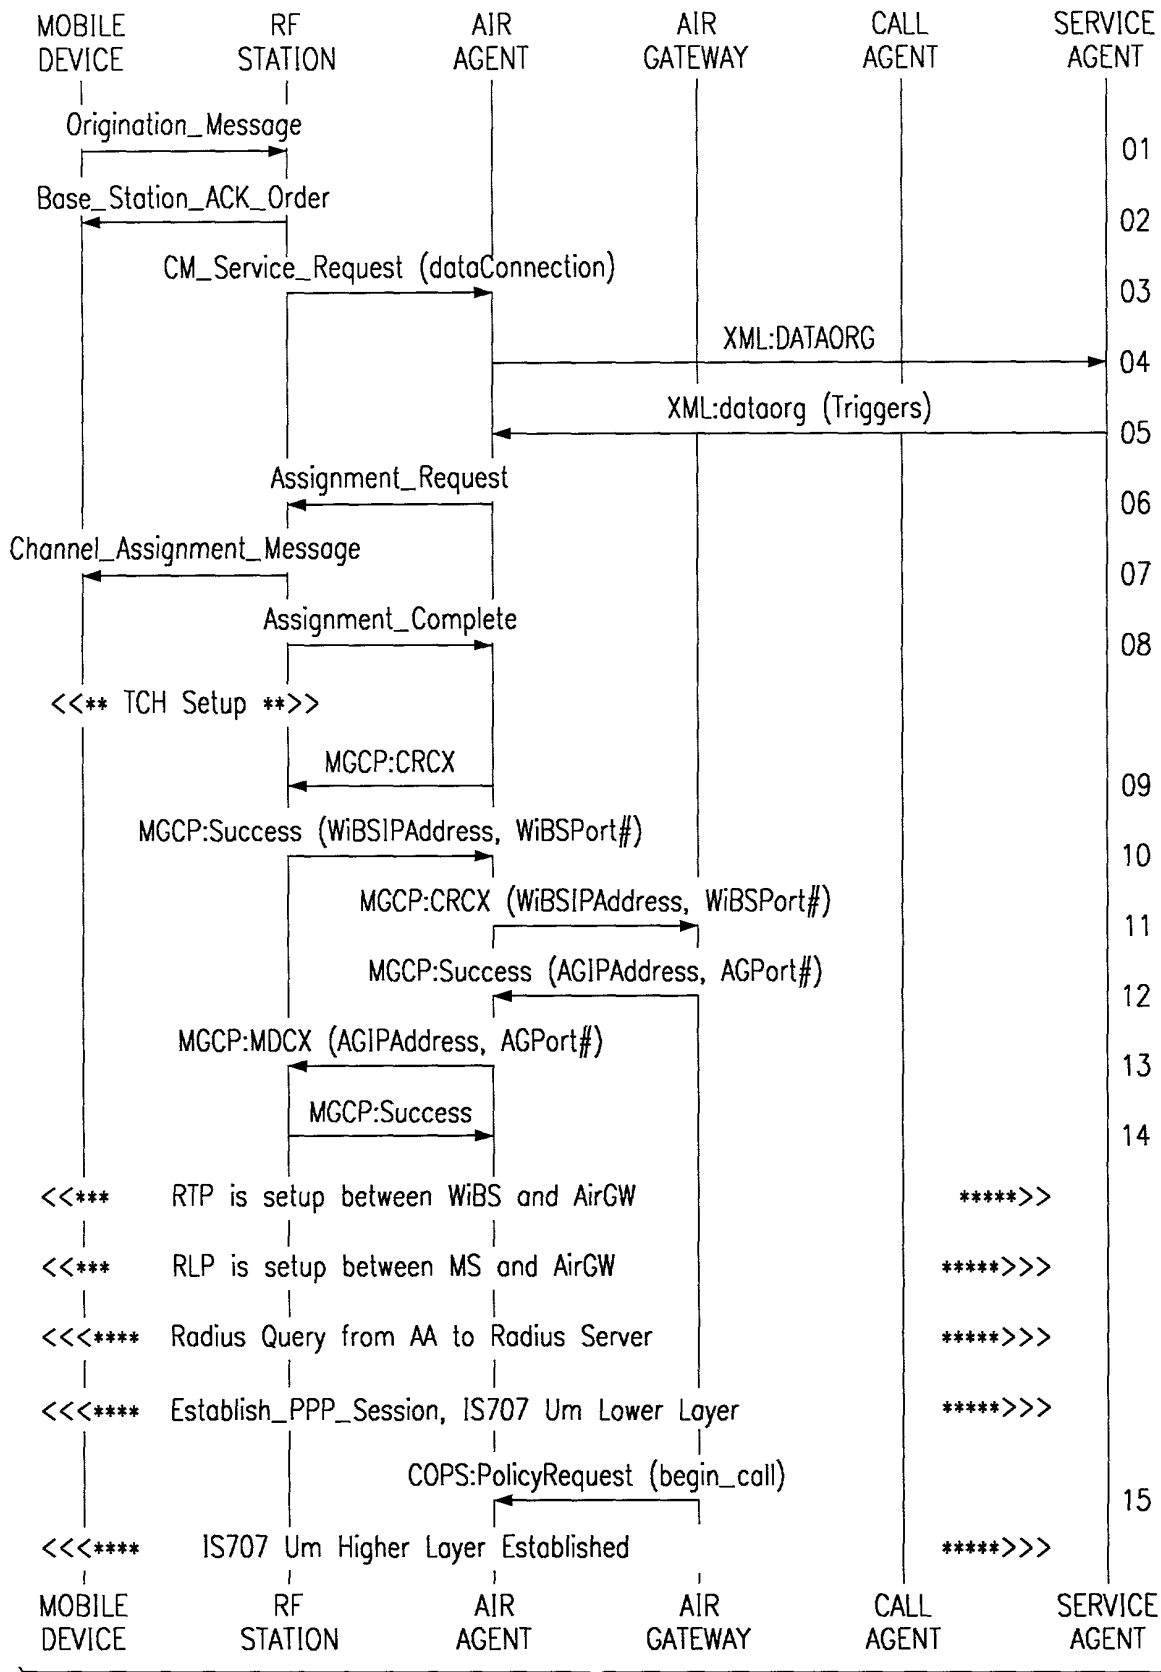 MOBILE DEVICE RF STATION AIR AGENT AIR GATEWAY CALL AGENT SERVICE AGENT
Origination_Message
01
Base_Station_ACK_Order
02
CM_Service_Request (dataConnection)
03
XML:DATAORG
04
XML:dataorg (Triggers)
05
Assignment_Request
06
Channel_Assignment_Message
07
Assignment_Complete
08
<<** TCH Setup **>>
MGCP:CRCX
09
MGCP:Success (WiBSIPAddress, WiBSPort#)
10
MGCP:CRCX (WiBSIPAddress, WiBSPort#)
11
MGCP:Success (AGIPAddress, AGPort#)
12
MGCP:MDCX (AGIPAddress, AGPort#)
13
MGCP:Success
14
<<*** RTP is setup between WiBS and AirGW *****>>
<<*** RLP is setup between MS and AirGW *****>>>
<<<**** Radius Query from AA to Radius Server *****>>>
<<<**** Establish_PPP_Session, IS707 Um Lower Layer *****>>>
COPS:PolicyRequest (begin_call)
15
<<<**** IS707 Um Higher Layer Established *****>>>
MOBILE DEVICE RF STATION AIR AGENT AIR GATEWAY CALL AGENT SERVICE AGENT